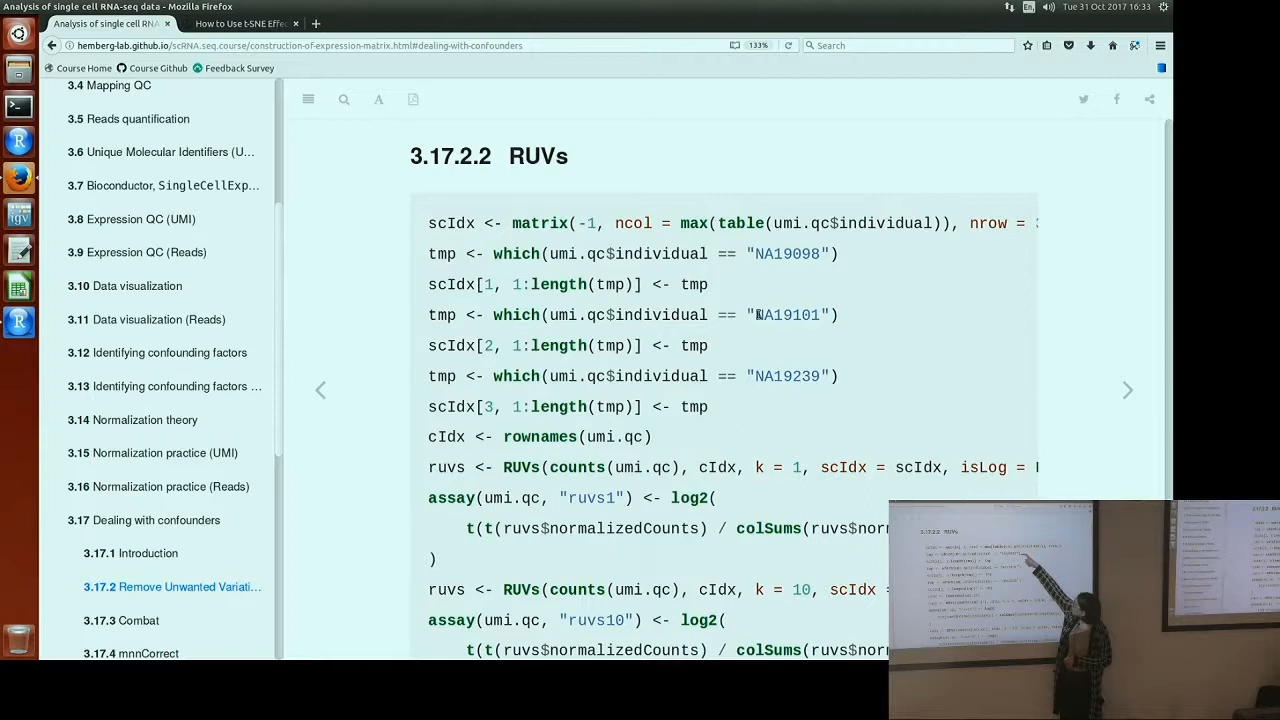 Analysis of single cell RNA-seq data - Mozilla Firefox
En
Tue 31 Oct 2017 16:33
Analysis of single cell RNA
How to Use t-SNE Effec
hemberg-lab.github.io/scRNA.seq.course/construction-of-expression-matrix.html#dealing-with-confounders
133%
Search
Course Home
Course Github
Feedback Survey
3.4 Mapping QC
3.5 Reads quantification
3.6 Unique Molecular Identifiers (U...
3.7 Bioconductor, SingleCellExp...
3.8 Expression QC (UMI)
3.9 Expression QC (Reads)
3.10 Data visualization
3.11 Data visualization (Reads)
3.12 Identifying confounding factors
3.13 Identifying confounding factors ...
3.14 Normalization theory
3.15 Normalization practice (UMI)
3.16 Normalization practice (Reads)
3.17 Dealing with confounders
3.17.1 Introduction
3.17.2 Remove Unwanted Variati...
3.17.3 Combat
3.17.4 mnnCorrect
A
3.17.2.2 RUVs
scIdx <- matrix(-1, ncol = max(table(umi.qc$individual)), nrow =
tmp <- which(umi.qc$individual == "NA19098")
scIdx[1, 1:length(tmp)] <- tmp
tmp <- which(umi.qc$individual == "NA19101")
scIdx[2, 1:length(tmp)] <- tmp
tmp <- which(umi.qc$individual == "NA19239")
scIdx[3, 1:length(tmp)] <- tmp
cIdx <- rownames(umi.qc)
ruvs <- RUVs(counts(umi.qc), cIdx, k = 1, scIdx = scIdx, isLog =
assay(umi.qc, "ruvs1") <- log2(
t(t(ruvs$normalizedCounts) / colSums(ruvs$nor
)
ruvs <- RUVs(counts(umi.qc), cIdx, k = 10, scIdx
assay(umi.qc, "ruvs10") <- log2(
t(t(ruvs$normalizedCounts) / colSums(ruvs$nor
R
igv
R
3.17.2.2 RUVs